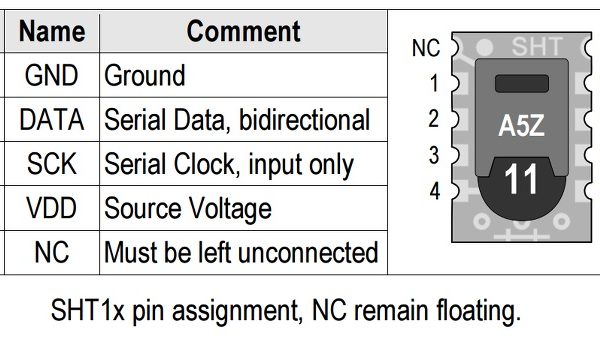 Name Comment
GND Ground
DATA Serial Data, bidirectional
SCK Serial Clock, input only
VDD Source Voltage
NC Must be left unconnected
NC SHT
1
2 A5Z
3
4 11
SHT1x pin assignment, NC remain floating.